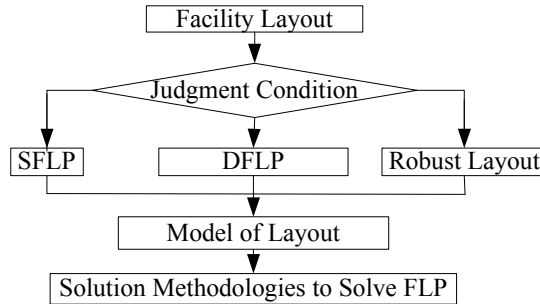 Facility Layout
Judgment Condition
SFLP
DFLP
Robust Layout
Model of Layout
Solution Methodologies to Solve FLP